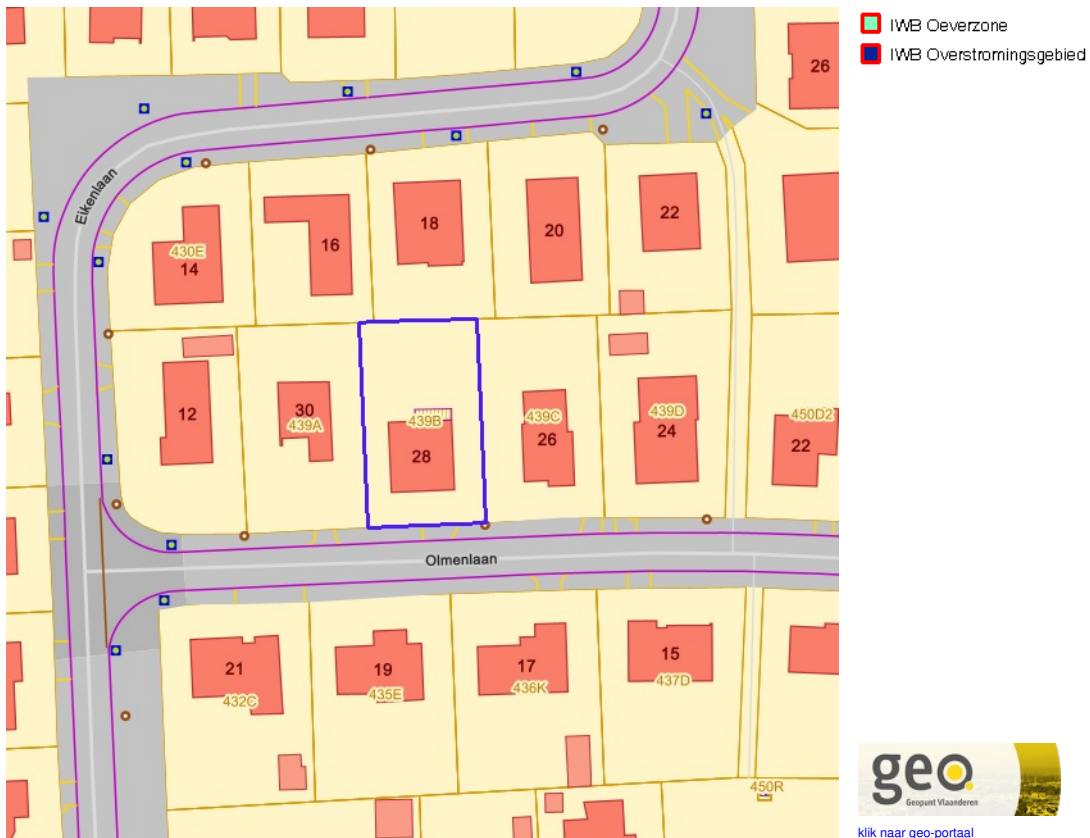 IWB Oeverzone
IWB Overstromingsgebied
26
Eikenlaan
18
22
20
16
430E
14
12
30
439A
439B
28
439C
26
439D
24
450D2
22
Olmenlaan
21
432C
19
435E
17
436K
15
437D
450R
geo
Geopunt Vlaanderen
klik naar geo-portaal